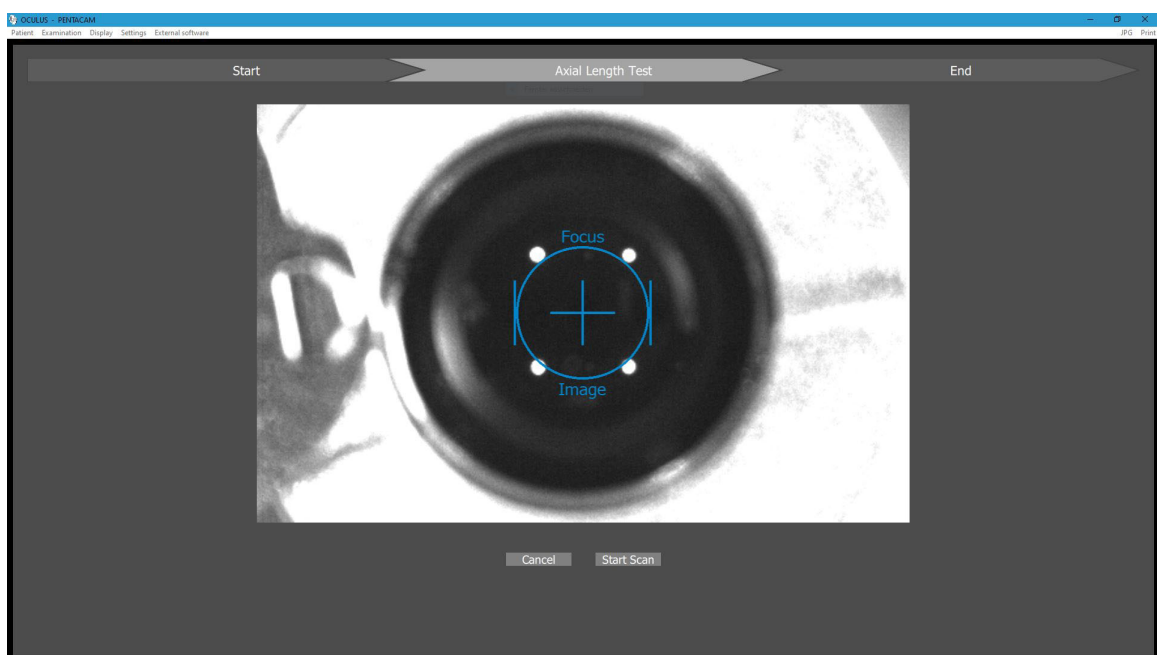 OCULUS - PENTACAM
Patient Examination Display Settings External software JPG Print
Start Axial Length Test End
Focus
Image
Cancel Start Scan